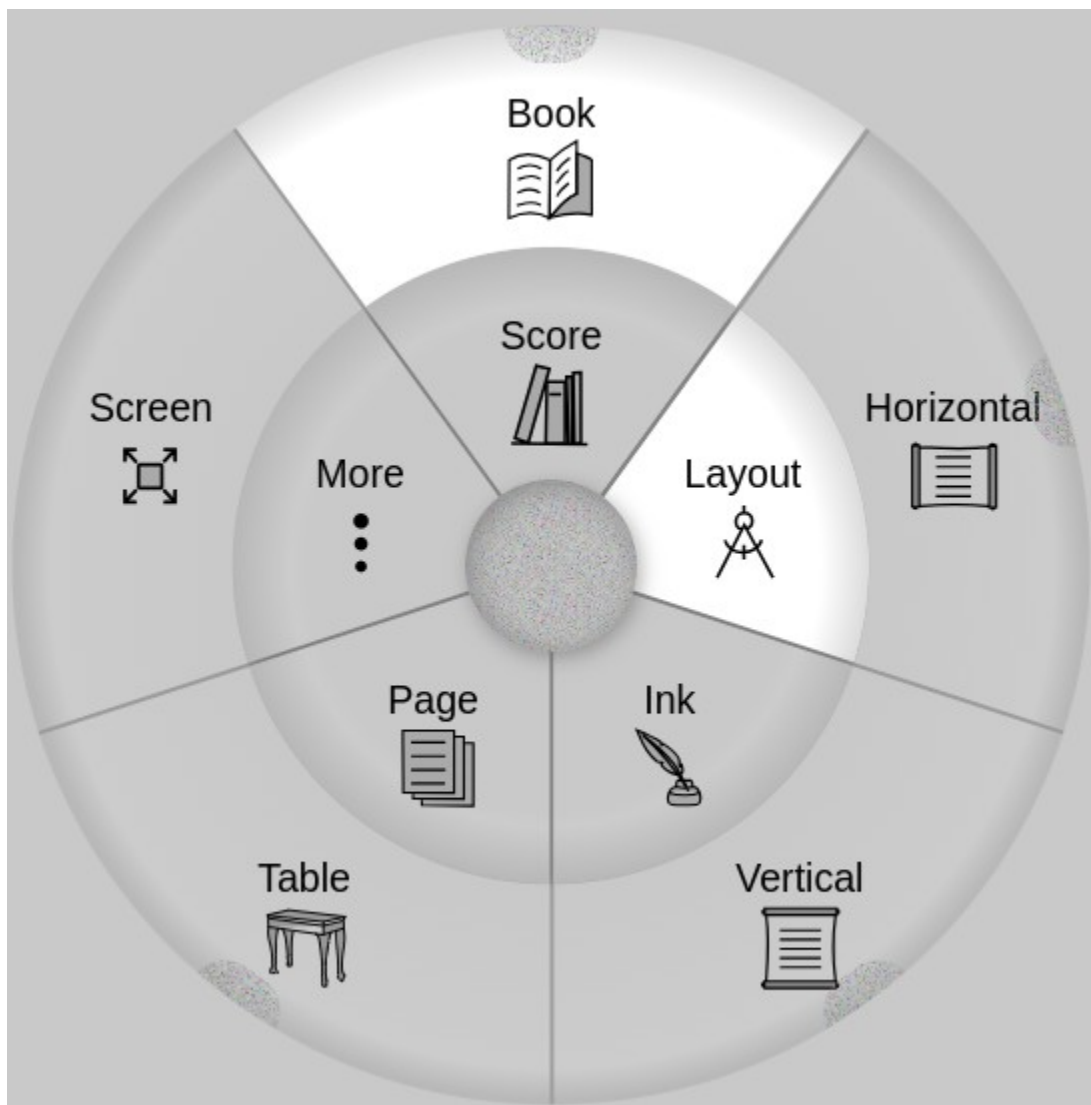 Book
Score
Screen
Horizontal
More
Layout
Page
Ink
Table
Vertical